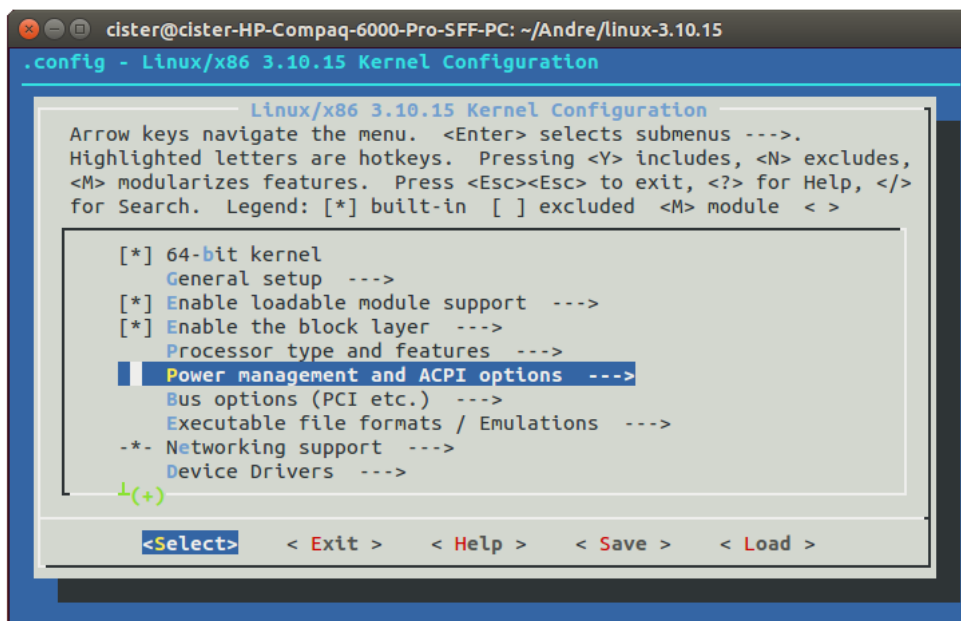 cister@cister-HP-Compaq-6000-Pro-SFF-PC: ~/Andre/linux-3.10.15
.config - Linux/x86 3.10.15 Kernel Configuration
Linux/x86 3.10.15 Kernel Configuration
Arrow keys navigate the menu.  <Enter> selects submenus --->.
Highlighted letters are hotkeys.  Pressing <Y> includes, <N> excludes,
<M> modularizes features.  Press <Esc><Esc> to exit, <?> for Help, </>
for Search.  Legend: [*] built-in  [ ] excluded  <M> module  < >
[*] 64-bit kernel
General setup  --->
[*] Enable loadable module support  --->
[*] Enable the block layer  --->
Processor type and features  --->
Power management and ACPI options  --->
Bus options (PCI etc.)  --->
Executable file formats / Emulations  --->
-*- Networking support  --->
Device Drivers  --->
┴(+)
<Select>    < Exit >    < Help >    < Save >    < Load >